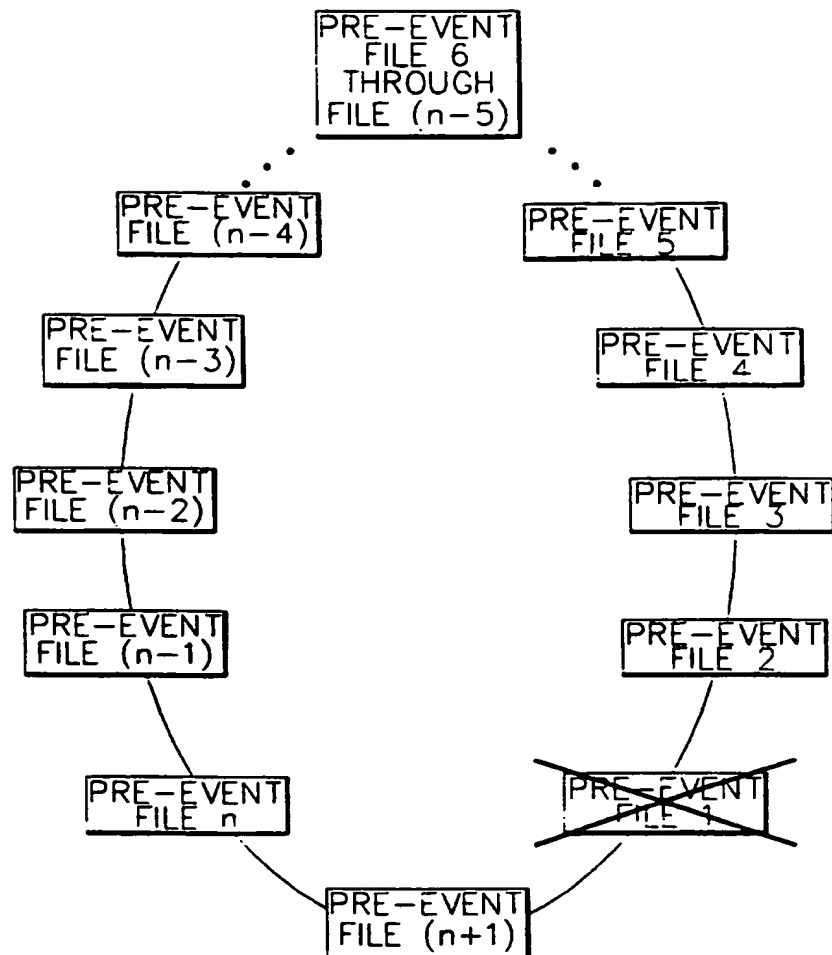 PRE-EVENT
FILE 6
THROUGH
FILE (n-5)
PRE-EVENT
FILE (n-4)
PRE-EVENT
FILE 5
PRE-EVENT
FILE (n-3)
PRE-EVENT
FILE 4
PRE-EVENT
FILE (n-2)
PRE-EVENT
FILE 3
PRE-EVENT
FILE (n-1)
PRE-EVENT
FILE 2
PRE-EVENT
FILE n
PRE-EVENT
FILE 1
PRE-EVENT
FILE (n+1)